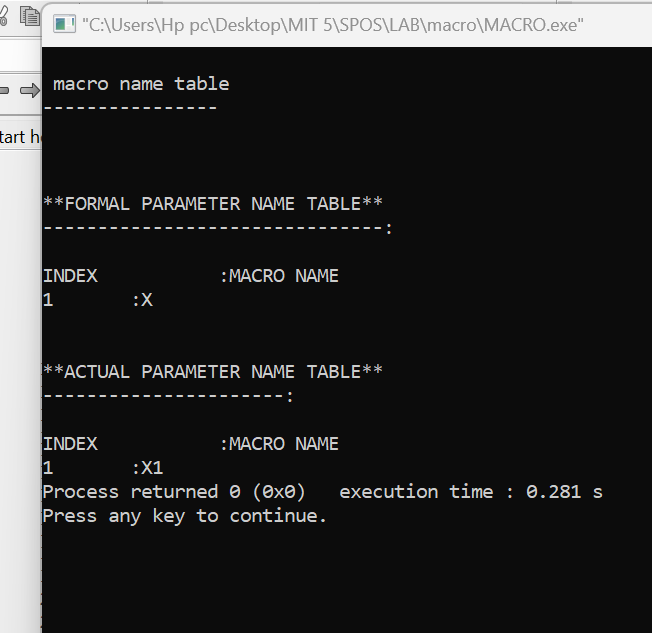 "C:\Users\Hp pc\Desktop\MIT 5\SPOS\LAB\macro\MACRO.exe"
macro name table
----------------
tart h
**FORMAL PARAMETER NAME TABLE**
-------------------------------:
INDEX           :MACRO NAME
1       :X
**ACTUAL PARAMETER NAME TABLE**
----------------------:
INDEX           :MACRO NAME
1       :X1
Process returned 0 (0x0)   execution time : 0.281 s
Press any key to continue.